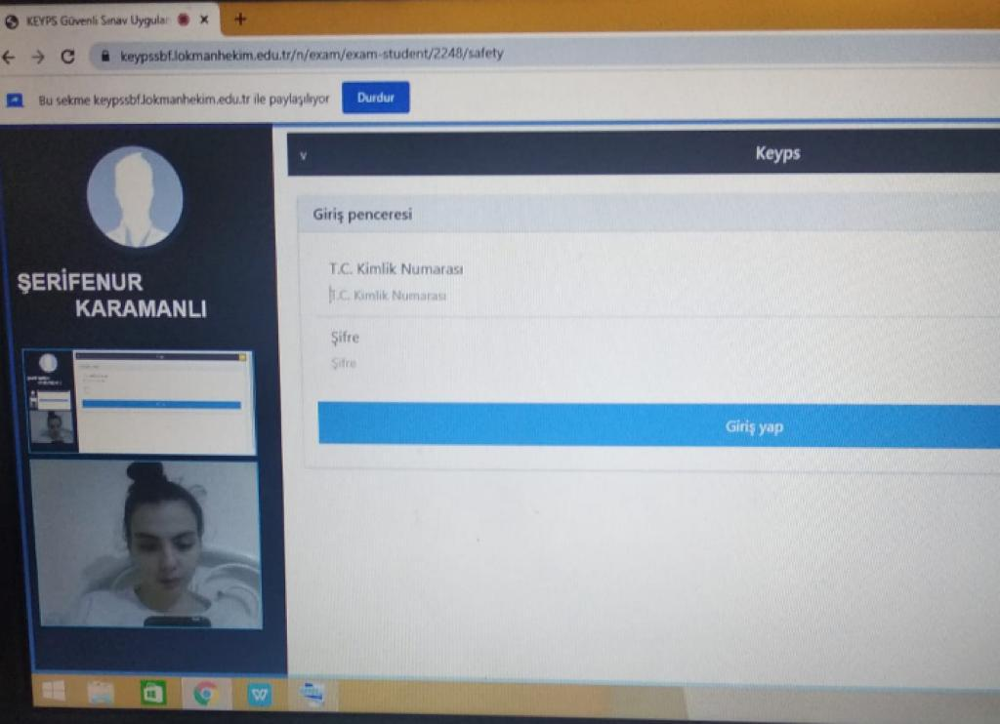 KEYPS Güvenli Sınav Uygular
keypssbf.lokmanhekim.edu.tr/n/exam/exam-student/2248/safety
Bu sekme keypssbf.lokmanhekim.edu.tr ile paylaşılıyor
Durdur
Keyps
ŞERİFENUR
KARAMANLI
Giriş penceresi
T.C. Kimlik Numarası
T.C. Kimlik Numarası
Şifre
Şifre
Giriş yap